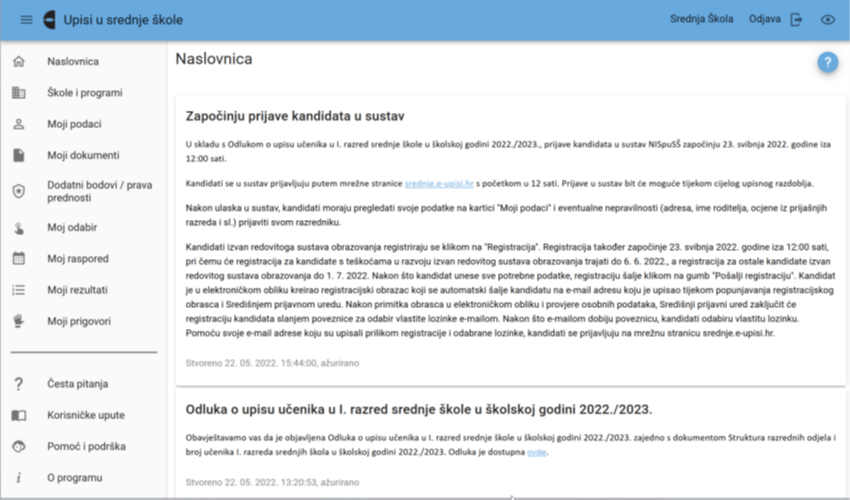 Upisi u srednje škole
Srednja Škola
Odjava
Naslovnica
Škole i programi
Moji podaci
Moji dokumenti
Dodatni bodovi / prava
prednosti
Moj odabir
Moj raspored
Moji rezultati
Moji prigovori
? Česta pitanja
Korisničke upute
Pomoć i podrška
i O programu
Naslovnica
?
Započinju prijave kandidata u sustav
U skladu s Odlukom o upisu učenika u I. razred srednje škole u školskoj godini 2022./2023., prijave kandidata u sustav NISpuSŠ započinju 23. svibnja 2022. godine iza
12:00 sati.
Kandidati se u sustav prijavljuju putem mrežne stranice srednje.e-upisi.hr s početkom u 12 sati. Prijave u sustav bit će moguće tijekom cijelog upisnog razdoblja.
Nakon ulaska u sustav, kandidati moraju pregledati svoje podatke na kartici "Moji podaci" i eventualne nepravilnosti (adresa, ime roditelja, ocjene iz prijašnjih
razreda i sl.) prijaviti svom razredniku.
Kandidati izvan redovitoga sustava obrazovanja registriraju se klikom na "Registracija". Registracija također započinje 23. svibnja 2022. godine iza 12:00 sati,
pri čemu će registracija za kandidate s teškoćama u razvoju izvan redovitog sustava obrazovanja trajati do 6. 6. 2022., a registracija za ostale kandidate izvan
redovitog sustava obrazovanja do 1. 7. 2022. Nakon što kandidat unese sve potrebne podatke, registraciju šalje klikom na gumb "Pošalji registraciju". Kandidat
je u elektroničkom obliku kreirao registracijski obrazac koji se automatski šalje kandidatu na e-mail adresu koju je upisao tijekom popunjavanja registracijskog
obrasca i Središnjem prijavnom uredu. Nakon primitka obrasca u elektroničkom obliku i provjere osobnih podataka, Središnji prijavni ured zaključit će
registraciju kandidata slanjem poveznice za odabir vlastite lozinke e-mailom. Nakon što e-mailom dobiju poveznicu, kandidati odabiru vlastitu lozinku.
Pomoću svoje e-mail adrese koju su upisali prilikom registracije i odabrane lozinke, kandidati se prijavljuju na mrežnu stranicu srednje.e-upisi.hr.
Stvoreno 22. 05. 2022. 15:44:00, ažurirano
Odluka o upisu učenika u I. razred srednje škole u školskoj godini 2022./2023.
Obavještavamo vas da je objavljena Odluka o upisu učenika u I. razred srednje škole u školskoj godini 2022./2023. zajedno s dokumentom Struktura razrednih odjela i
broj učenika I. razreda srednjih škola u školskoj godini 2022./2023. Odluka je dostupna ovdje.
Stvoreno 22. 05. 2022. 13:20:53, ažurirano